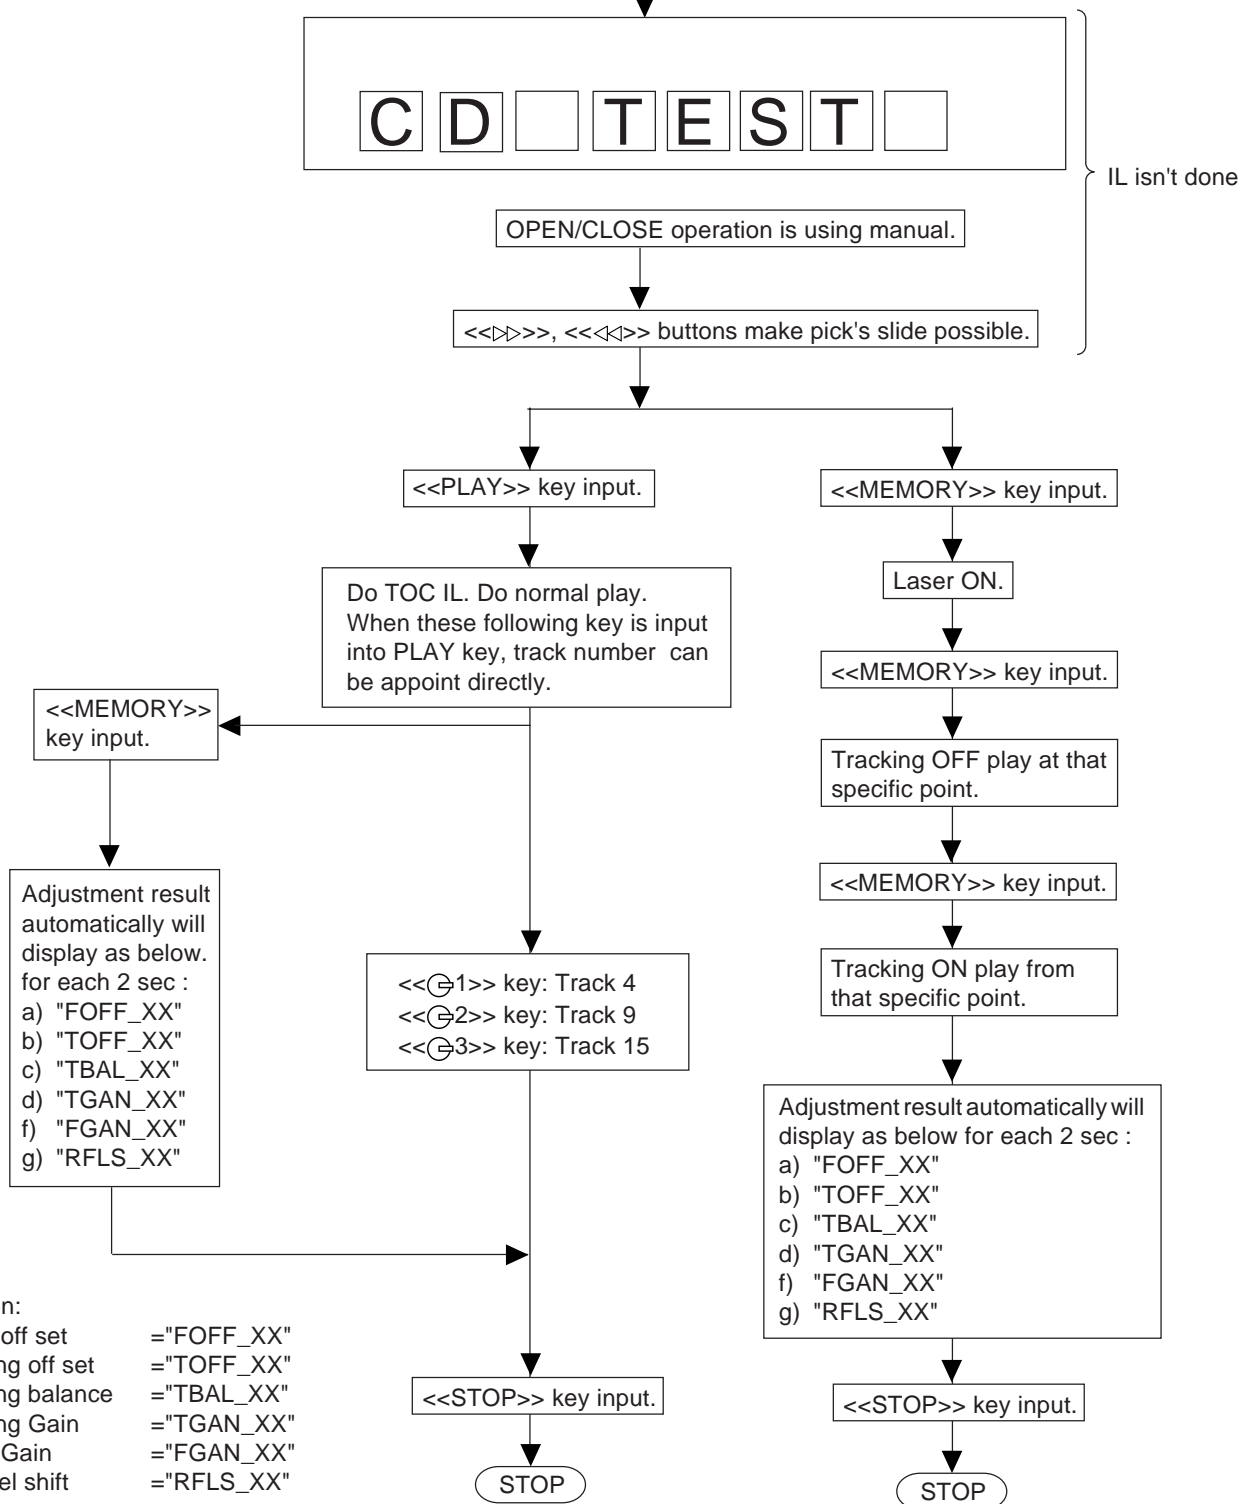 CD TEST
IL isn't done
OPEN/CLOSE operation is using manual.
<<▷▷>>, <<◁◁>> buttons make pick's slide possible.
<<PLAY>> key input.
Do TOC IL. Do normal play.
When these following key is input
into PLAY key, track number can
be appoint directly.
<<MEMORY>>
key input.
Adjustment result
automatically will
display as below.
for each 2 sec :
a) "FOFF_XX"
b) "TOFF_XX"
c) "TBAL_XX"
d) "TGAN_XX"
f) "FGAN_XX"
g) "RFLS_XX"
<<1>> key: Track 4
<<2>> key: Track 9
<<3>> key: Track 15
<<STOP>> key input.
STOP
<<MEMORY>> key input.
Laser ON.
<<MEMORY>> key input.
Tracking OFF play at that
specific point.
<<MEMORY>> key input.
Tracking ON play from
that specific point.
Adjustment result automatically will
display as below for each 2 sec :
a) "FOFF_XX"
b) "TOFF_XX"
c) "TBAL_XX"
d) "TGAN_XX"
f) "FGAN_XX"
g) "RFLS_XX"
<<STOP>> key input.
STOP
on:
off set ="FOFF_XX"
ng off set ="TOFF_XX"
ng balance ="TBAL_XX"
ng Gain ="TGAN_XX"
Gain ="FGAN_XX"
el shift ="RFLS_XX"